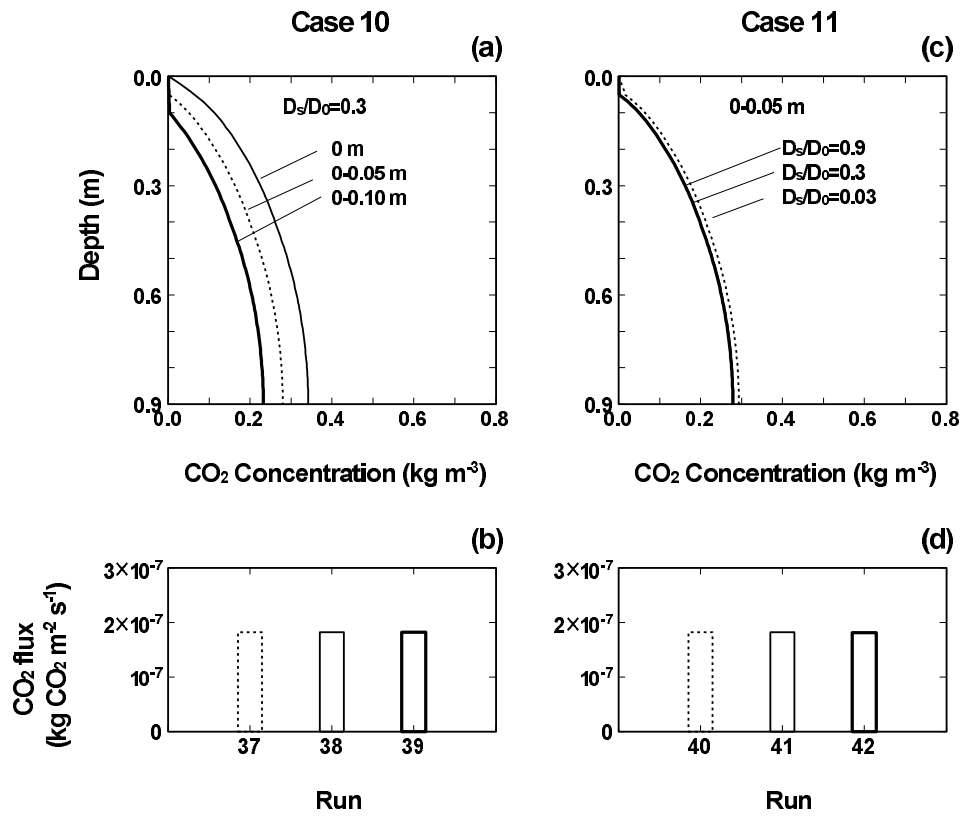 Case 10
(a)
Dₛ/D₀=0.3
0 m
0-0.05 m
0-0.10 m
Depth (m)
0.0
0.3
0.6
0.9
0.0 0.2 0.4 0.6 0.8
CO₂ Concentration (kg m⁻³)
Case 11
(c)
0-0.05 m
Dₛ/D₀=0.9
Dₛ/D₀=0.3
Dₛ/D₀=0.03
0.0
0.3
0.6
0.9
0.0 0.2 0.4 0.6 0.8
CO₂ Concentration (kg m⁻³)
(b)
CO₂ flux
(kg CO₂ m⁻² s⁻¹)
3×10⁻⁷
2×10⁻⁷
10⁻⁷
0
37 38 39
Run
(d)
3×10⁻⁷
2×10⁻⁷
10⁻⁷
0
40 41 42
Run